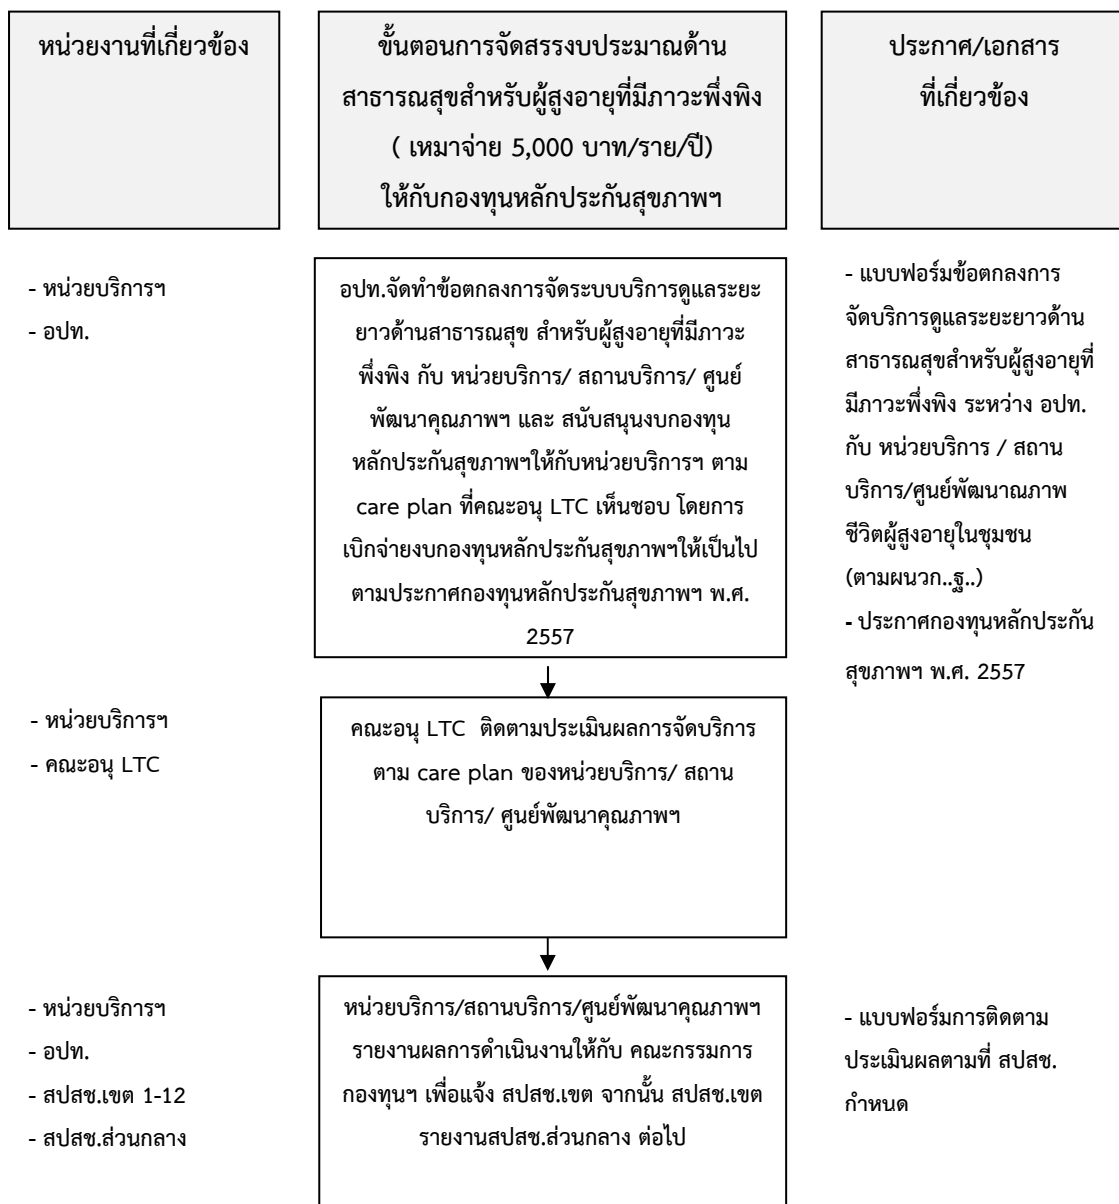 หน่วยงานที่เกี่ยวข้อง
ขั้นตอนการจัดสรรงบประมาณด้าน
สาธารณสุขสำหรับผู้สูงอายุที่มีภาวะพึ่งพิง
( เหมาจ่าย 5,000 บาท/ราย/ปี)
ให้กับกองทุนหลักประกันสุขภาพฯ
ประกาศ/เอกสาร
ที่เกี่ยวข้อง
- หน่วยบริการฯ
- อปท.
อปท.จัดทำข้อตกลงการจัดระบบบริการดูแลระยะ
ยาวด้านสาธารณสุข สำหรับผู้สูงอายุที่มีภาวะ
พึ่งพิง กับ หน่วยบริการ/ สถานบริการ/ ศูนย์
พัฒนาคุณภาพฯ และ สนับสนุนงบกองทุน
หลักประกันสุขภาพฯให้กับหน่วยบริการฯ ตาม
care plan ที่คณะอนุ LTC เห็นชอบ โดยการ
เบิกจ่ายงบกองทุนหลักประกันสุขภาพฯให้เป็นไป
ตามประกาศกองทุนหลักประกันสุขภาพฯ พ.ศ.
2557
- แบบฟอร์มข้อตกลงการ
จัดบริการดูแลระยะยาวด้าน
สาธารณสุขสำหรับผู้สูงอายุที่
มีภาวะพึ่งพิง ระหว่าง อปท.
กับ หน่วยบริการ / สถาน
บริการ/ศูนย์พัฒนาณภาพ
ชีวิตผู้สูงอายุในชุมชน
(ตามผนวก..ฐ..)
- ประกาศกองทุนหลักประกัน
สุขภาพฯ พ.ศ. 2557
- หน่วยบริการฯ
- คณะอนุ LTC
คณะอนุ LTC ติดตามประเมินผลการจัดบริการ
ตาม care plan ของหน่วยบริการ/ สถาน
บริการ/ ศูนย์พัฒนาคุณภาพฯ
- หน่วยบริการฯ
- อปท.
- สปสช.เขต 1-12
- สปสช.ส่วนกลาง
หน่วยบริการ/สถานบริการ/ศูนย์พัฒนาคุณภาพฯ
รายงานผลการดำเนินงานให้กับ คณะกรรมการ
กองทุนฯ เพื่อแจ้ง สปสช.เขต จากนั้น สปสช.เขต
รายงานสปสช.ส่วนกลาง ต่อไป
- แบบฟอร์มการติดตาม
ประเมินผลตามที่ สปสช.
กำหนด